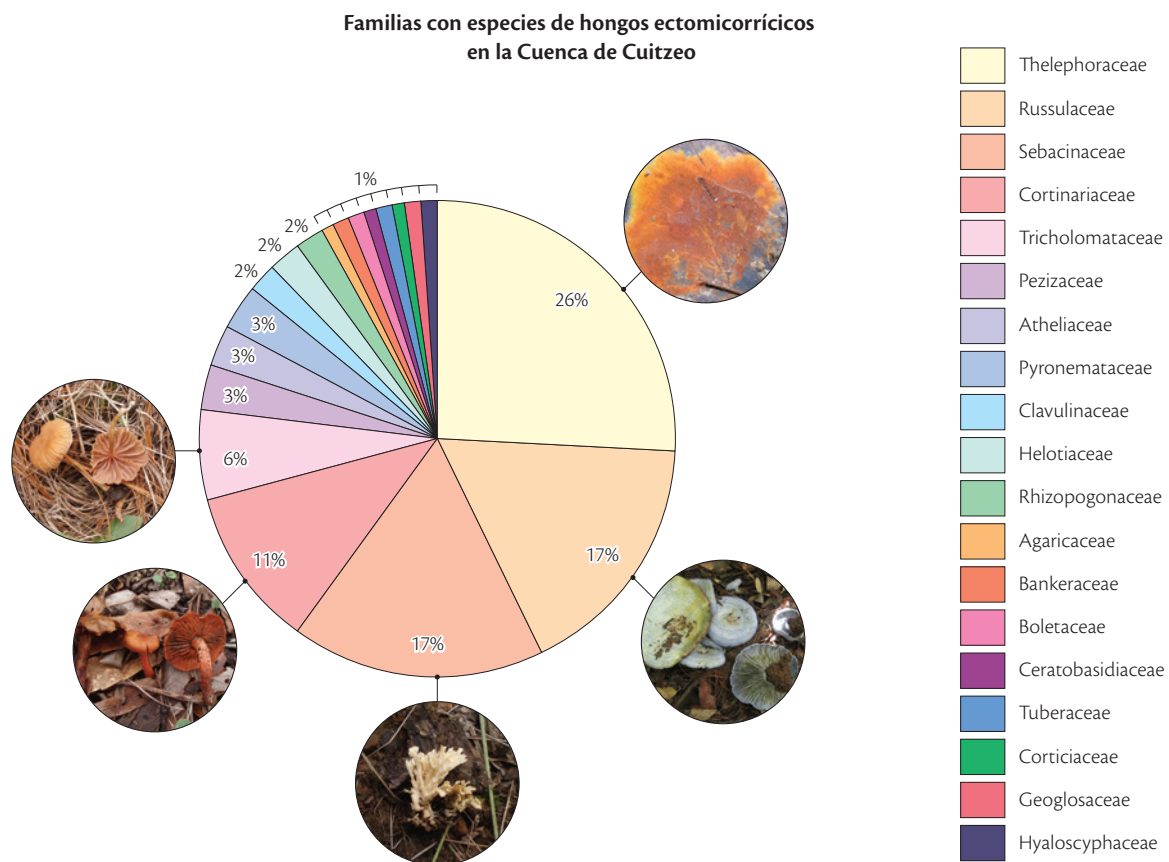 Familias con especies de hongos ectomicorrícicos
en la Cuenca de Cuitzeo
Thelephoraceae
Russulaceae
Sebacinaceae
Cortinariaceae
Tricholomataceae
Pezizaceae
Atheliaceae
Pyronemataceae
Clavulinaceae
Helotiaceae
Rhizopogonaceae
Agaricaceae
Bankeraceae
Boletaceae
Ceratobasidiaceae
Tuberaceae
Corticiaceae
Geoglosaceae
Hyaloscyphaceae
26%
17%
17%
11%
6%
3%
3%
3%
2%
2%
2%
1%